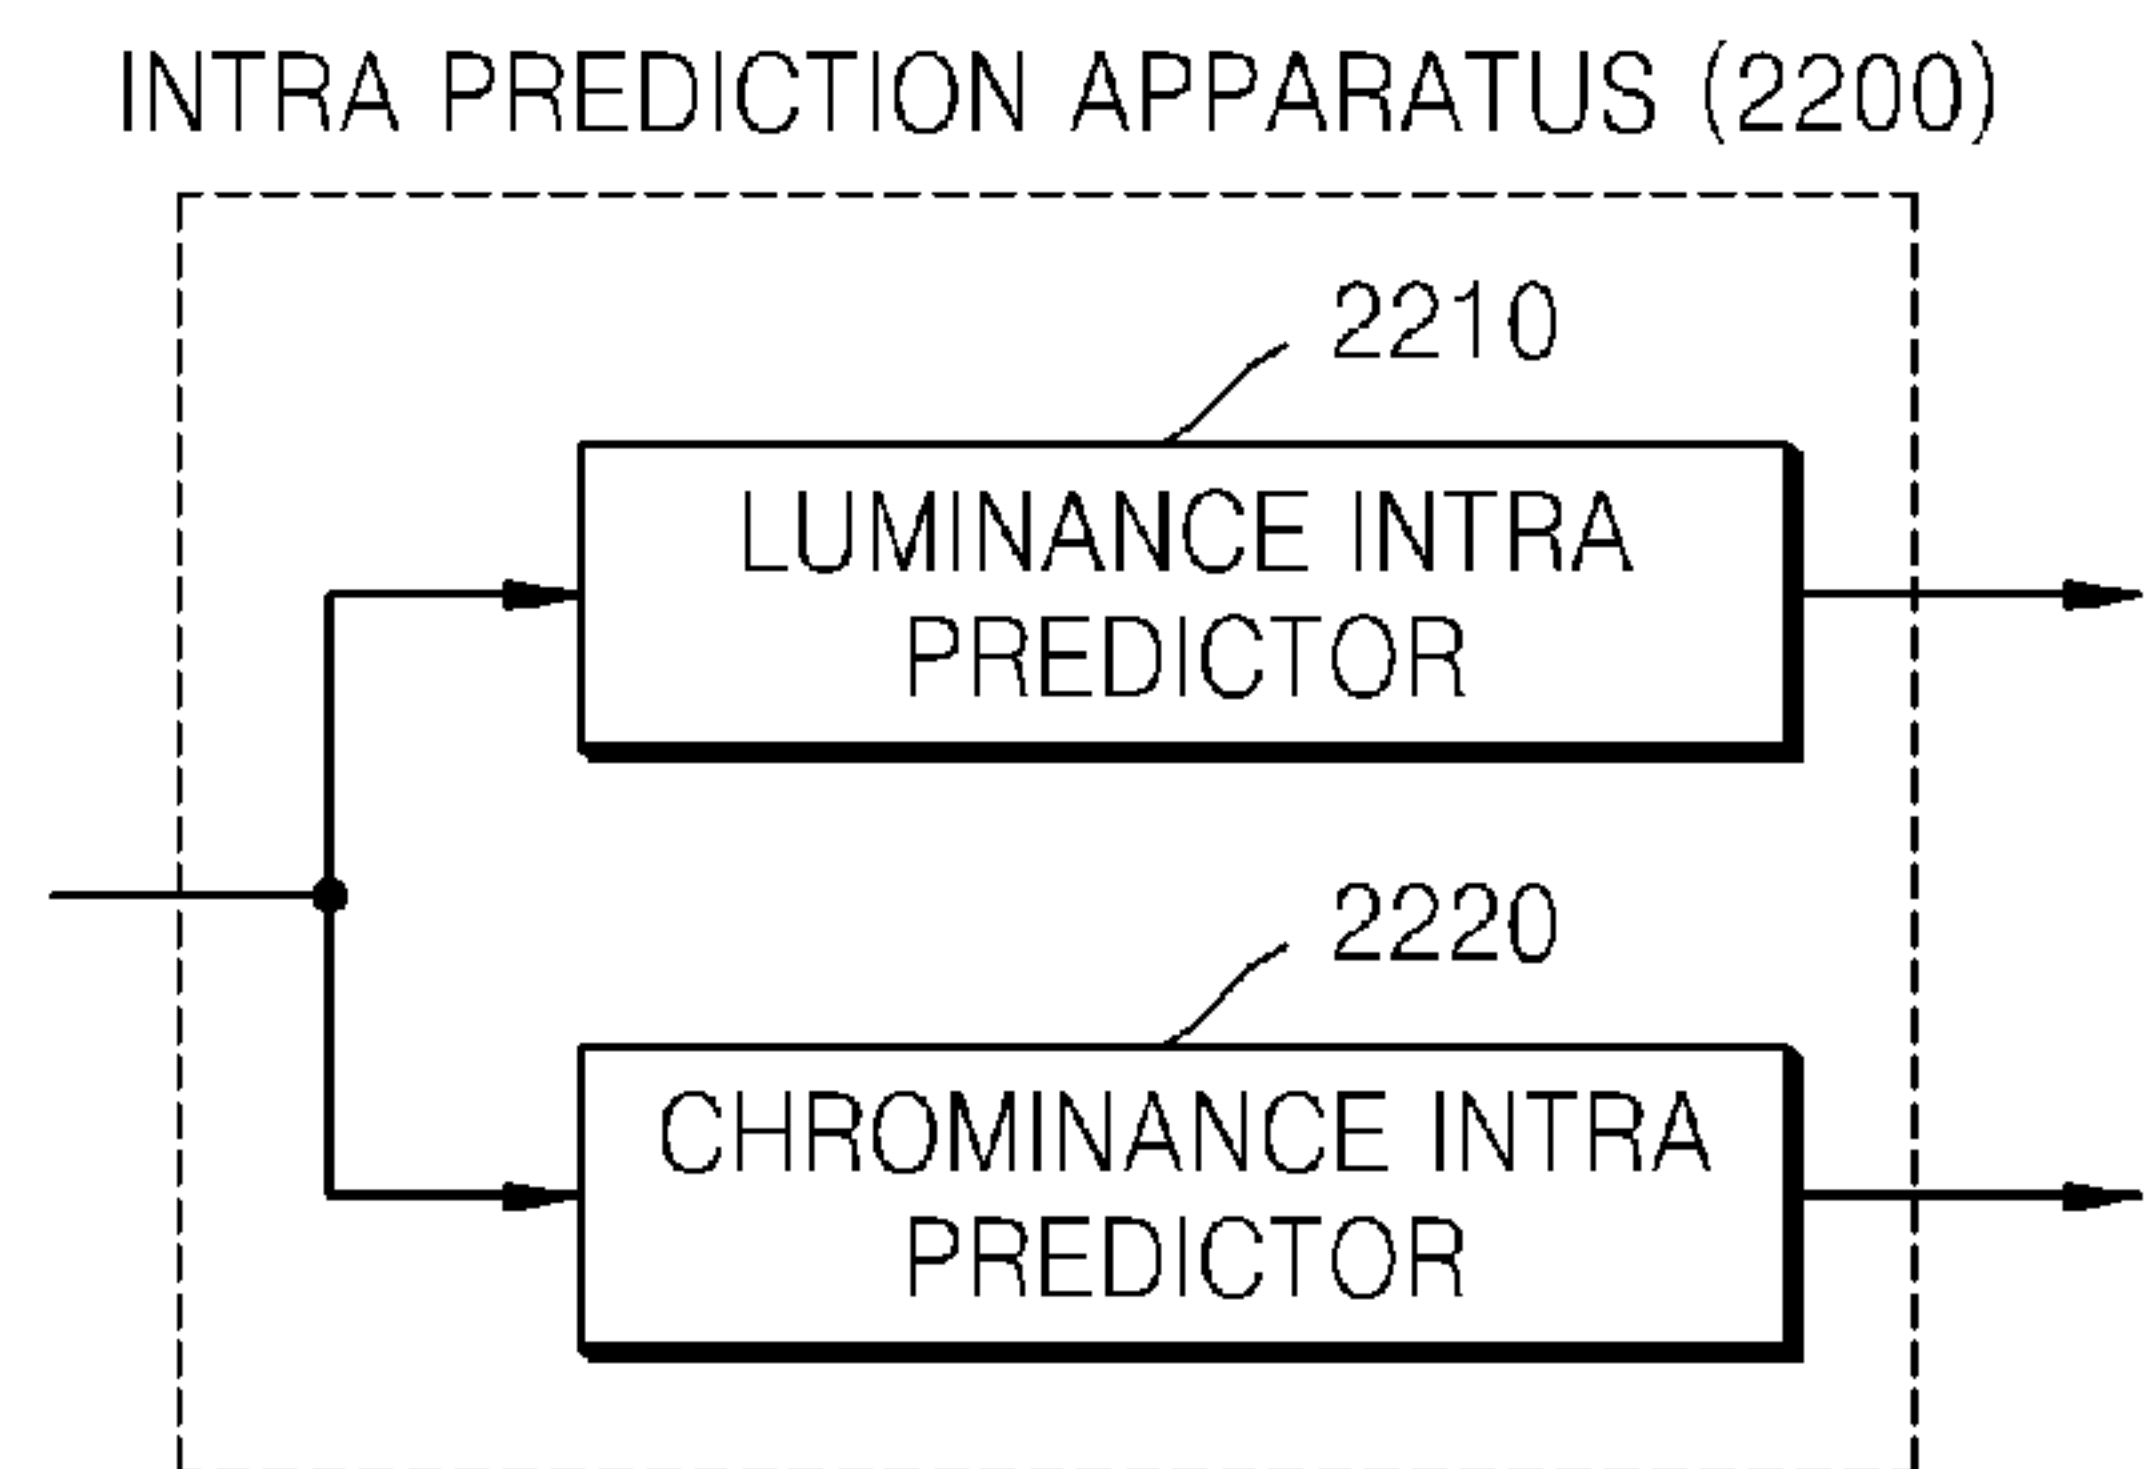 INTRA PREDICTION APPARATUS (2200)
2210
LUMINANCE INTRA
PREDICTOR
2220
CHROMINANCE INTRA
PREDICTOR